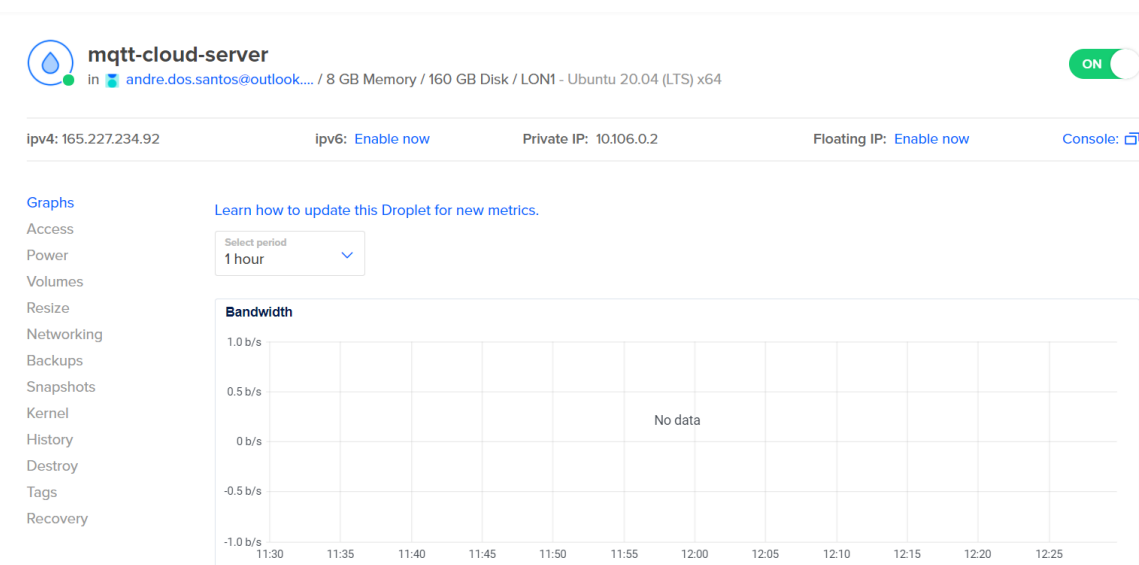 mqtt-cloud-server
in andre.dos.santos@outlook.... / 8 GB Memory / 160 GB Disk / LON1 - Ubuntu 20.04 (LTS) x64
ON
ipv4: 165.227.234.92 ipv6: Enable now Private IP: 10.106.0.2 Floating IP: Enable now Console:
Graphs
Access
Power
Volumes
Resize
Networking
Backups
Snapshots
Kernel
History
Destroy
Tags
Recovery
Learn how to update this Droplet for new metrics.
Select period
1 hour
Bandwidth
1.0 b/s
0.5 b/s
No data
0 b/s
-0.5 b/s
-1.0 b/s
11:30 11:35 11:40 11:45 11:50 11:55 12:00 12:05 12:10 12:15 12:20 12:25